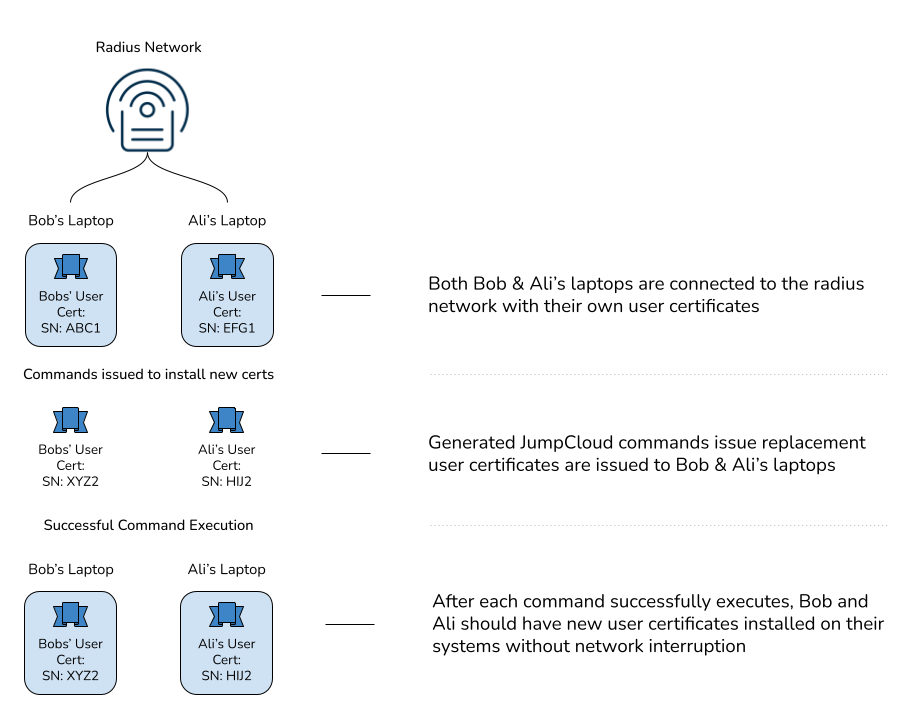 Radius Network
Bob's Laptop
Ali's Laptop
Bobs' User
Cert:
SN: ABC1
Ali's User
Cert:
SN: EFG1
Both Bob & Ali's laptops are connected to the radius
network with their own user certificates
Commands issued to install new certs
Bobs' User
Cert:
SN: XYZ2
Ali's User
Cert:
SN: HIJ2
Generated JumpCloud commands issue replacement
user certificates are issued to Bob & Ali's laptops
Successful Command Execution
Bob's Laptop
Ali's Laptop
Bobs' User
Cert:
SN: XYZ2
Ali's User
Cert:
SN: HIJ2
After each command successfully executes, Bob and
Ali should have new user certificates installed on their
systems without network interruption